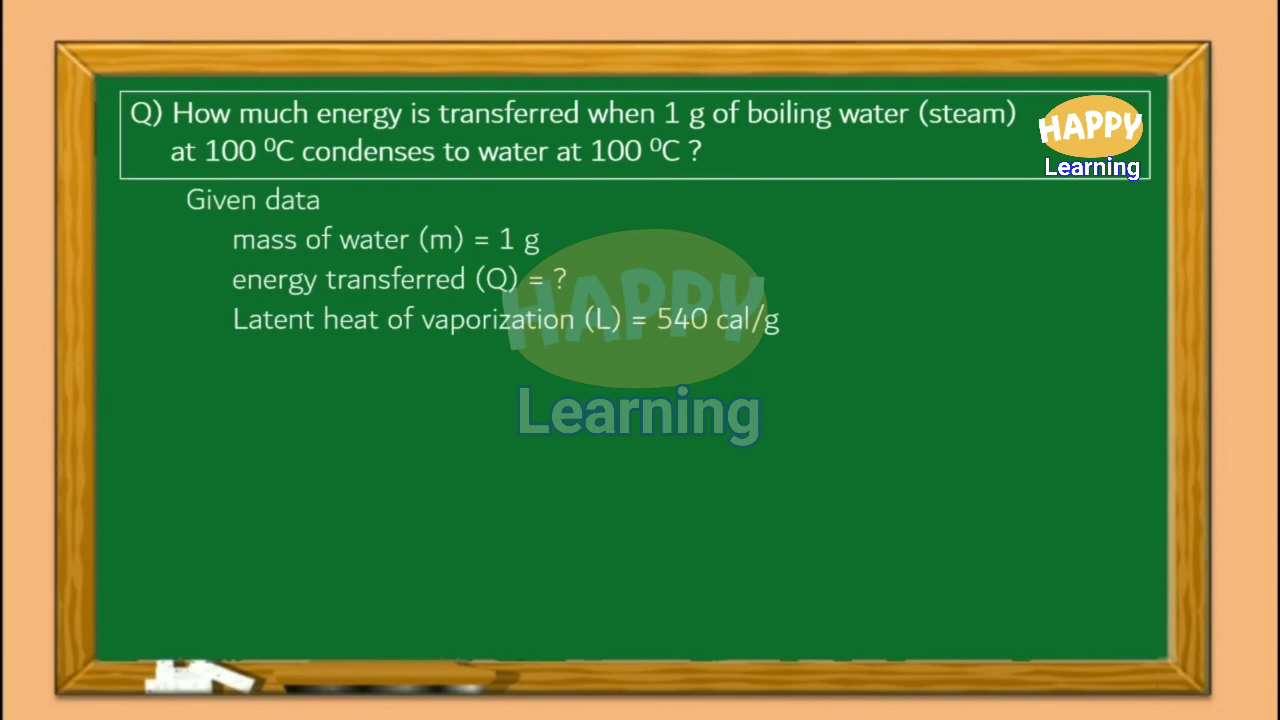 Q) How much energy is transferred when 1 g of boiling water (steam)
at 100 ⁰C condenses to water at 100 ⁰C ?
HAPPY
Learning
Given data
mass of water (m) = 1 g
energy transferred (Q) = ?
Latent heat of vaporization (L) = 540 cal/g
HAPPY
Learning